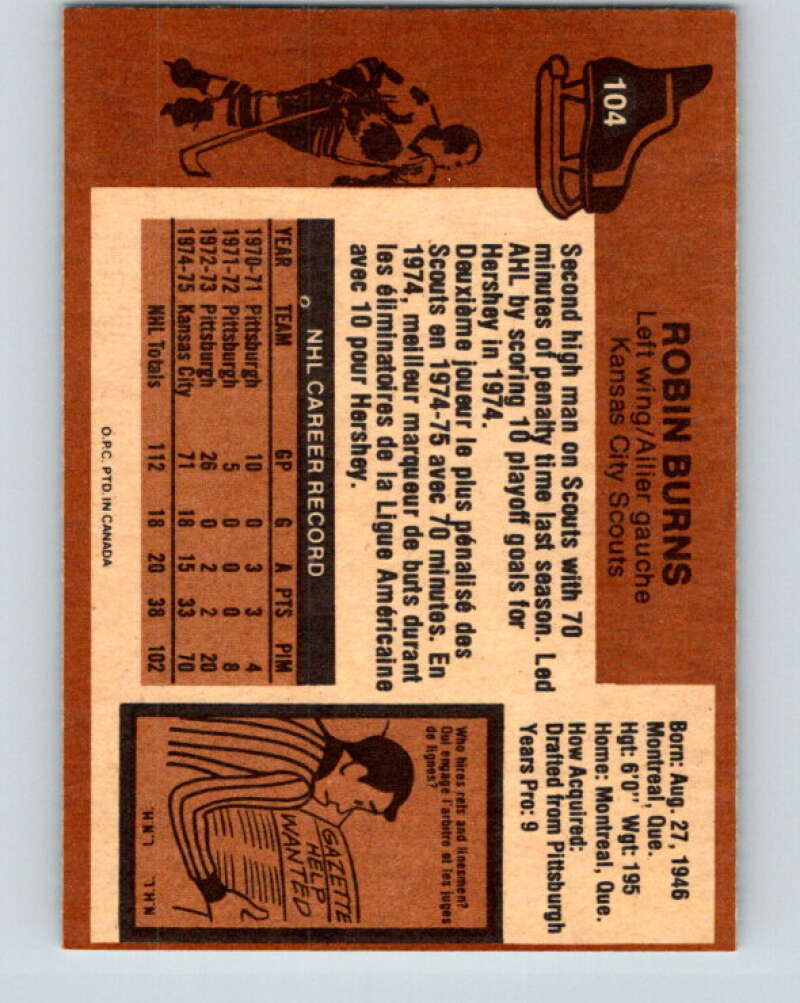 104
ROBIN BURNS
Left wing/Ailier gauche
Kansas City Scouts
Born: Aug. 27, 1946
Montreal, Que.
Hgt: 6'0" Wgt: 195
Home: Montreal, Que.
How Acquired:
Drafted from Pittsburgh
Years Pro: 9
Second high man on Scouts with 70
minutes of penalty time last season. Led
AHL by scoring 10 playoff goals for
Hershey in 1974.
Deuxième joueur le plus pénalisé des
Scouts en 1974-75 avec 70 minutes. En
1974, meilleur marqueur de buts durant
les éliminatoires de la Ligue Américaine
avec 10 pour Hershey.
NHL CAREER RECORD
YEAR TEAM GP G A PTS PIM
1970-71 Pittsburgh 10 0 3 3 4
1971-72 Pittsburgh 5 0 0 0 8
1972-73 Pittsburgh 26 0 2 2 20
1974-75 Kansas City 71 18 15 33 70
NHL Totals 112 18 20 38 102
Who hires refs and linesmen?
Qui engage l'arbitre et les juges
de lignes?
GAZETTE
HELP
WANTED
N.H.L. L.N.H.
O.P.C. PTD. IN CANADA